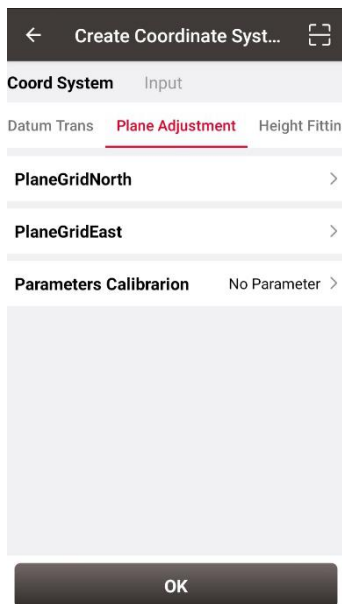 Create Coordinate Syst...
Coord System Input
Datum Trans Plane Adjustment Height Fittin
PlaneGridNorth
PlaneGridEast
Parameters Calibrarion No Parameter
OK